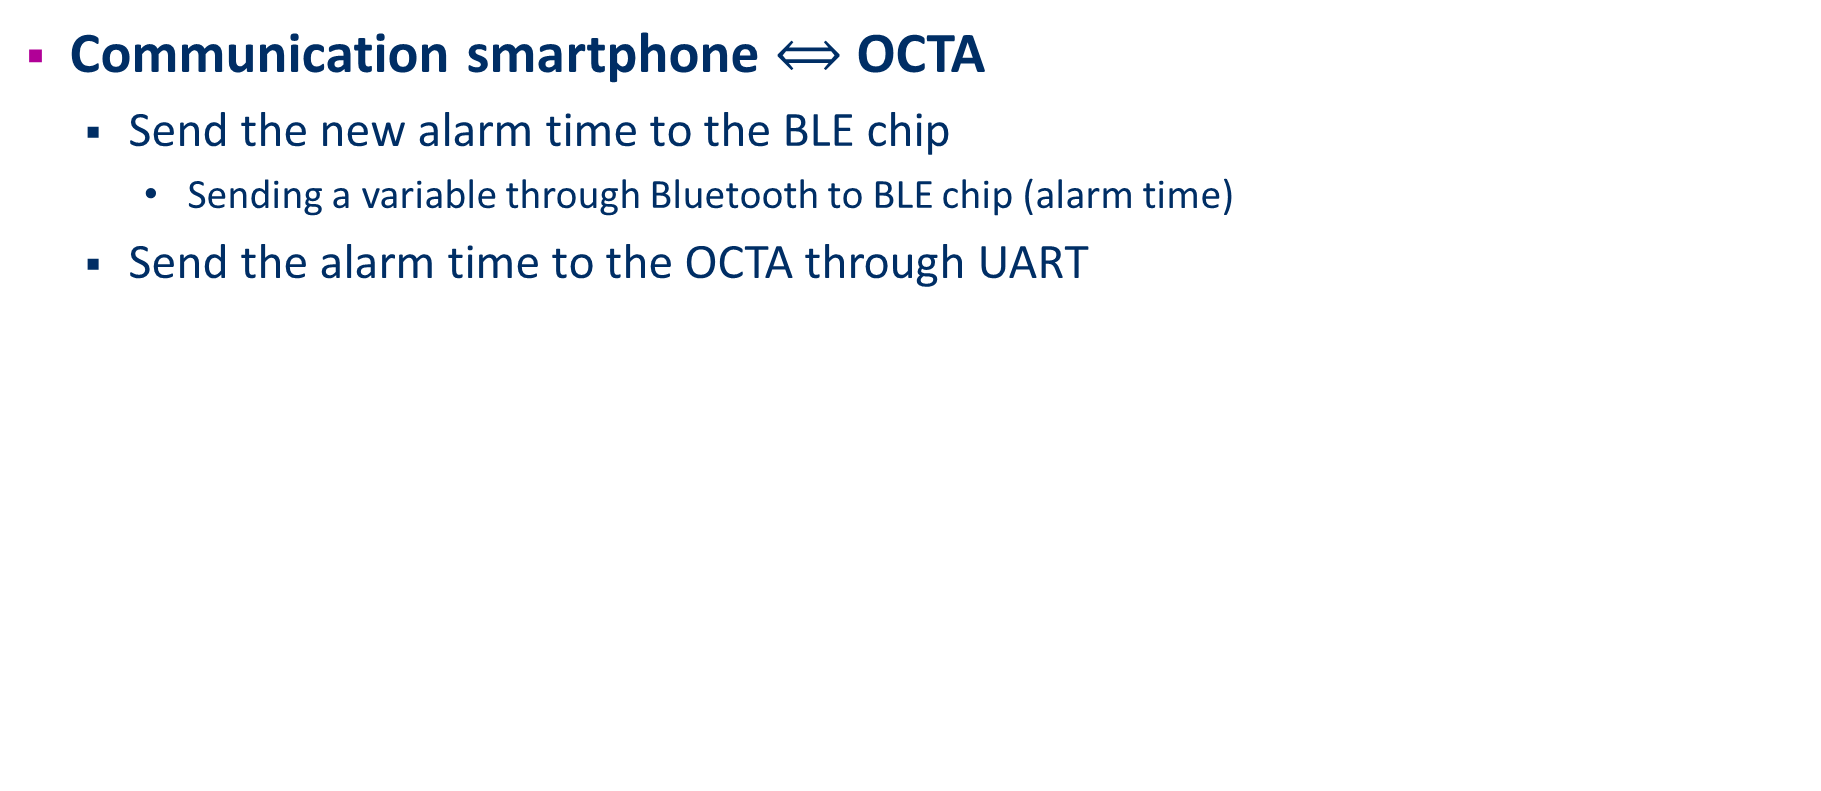 ▪ Communication smartphone ⟺ OCTA
▪ Send the new alarm time to the BLE chip
• Sending a variable through Bluetooth to BLE chip (alarm time)
▪ Send the alarm time to the OCTA through UART